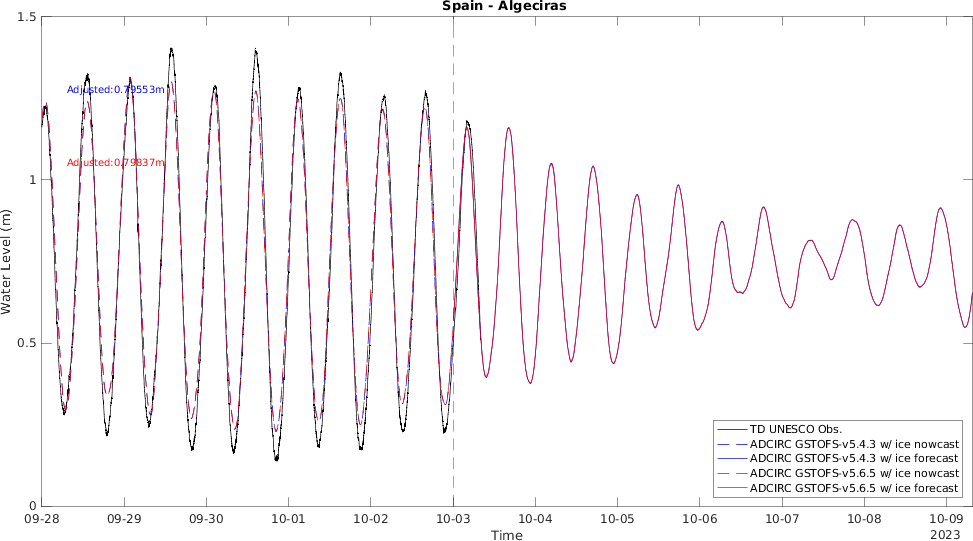 Spain - Algeciras
1.5
Adjusted:0.79553m
Adjusted:0.79837m
1
0.5
0
Water Level (m)
TD UNESCO Obs.
ADCIRC GSTOFS-v5.4.3 w/ ice nowcast
ADCIRC GSTOFS-v5.4.3 w/ ice forecast
ADCIRC GSTOFS-v5.6.5 w/ ice nowcast
ADCIRC GSTOFS-v5.6.5 w/ ice forecast
09-28 09-29 09-30 10-01 10-02 10-03 10-04 10-05 10-06 10-07 10-08 10-09
2023
Time